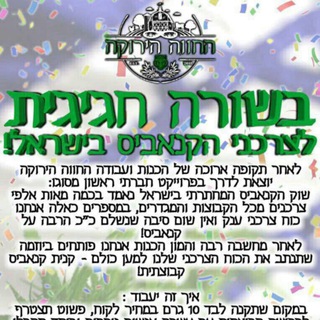 החווה הירוקה
בשורה חגיגית
לצרכני הקנאביס בישראל!
לאחר תקופה ארוכה של הכנות ועבודה החווה הירוקה
יוצאת לדרך בפרוייקט חברתי ראשון מסוגו:
שוק הקנאביס המחתרתי בישראל נאמד בכמה מאות אלפי
צרכנים מכל הקבוצות והמגדרים, במספרים כאלה אנחנו
כוח צרכני ענק ואין שום סיבה שנשלם כ"כ הרבה על
קנאביס!
לאחר מחשבה רבה והמון הכנות אנחנו פותחים ביוזמה
שתנתב את הכוח הצרכני שלנו למען כולם - קנית קנאביס
קבוצתית!
איך זה יעבוד :
במקום שתקנה לבד 10 גרם במחיר לקוח, פשוט תצטרף